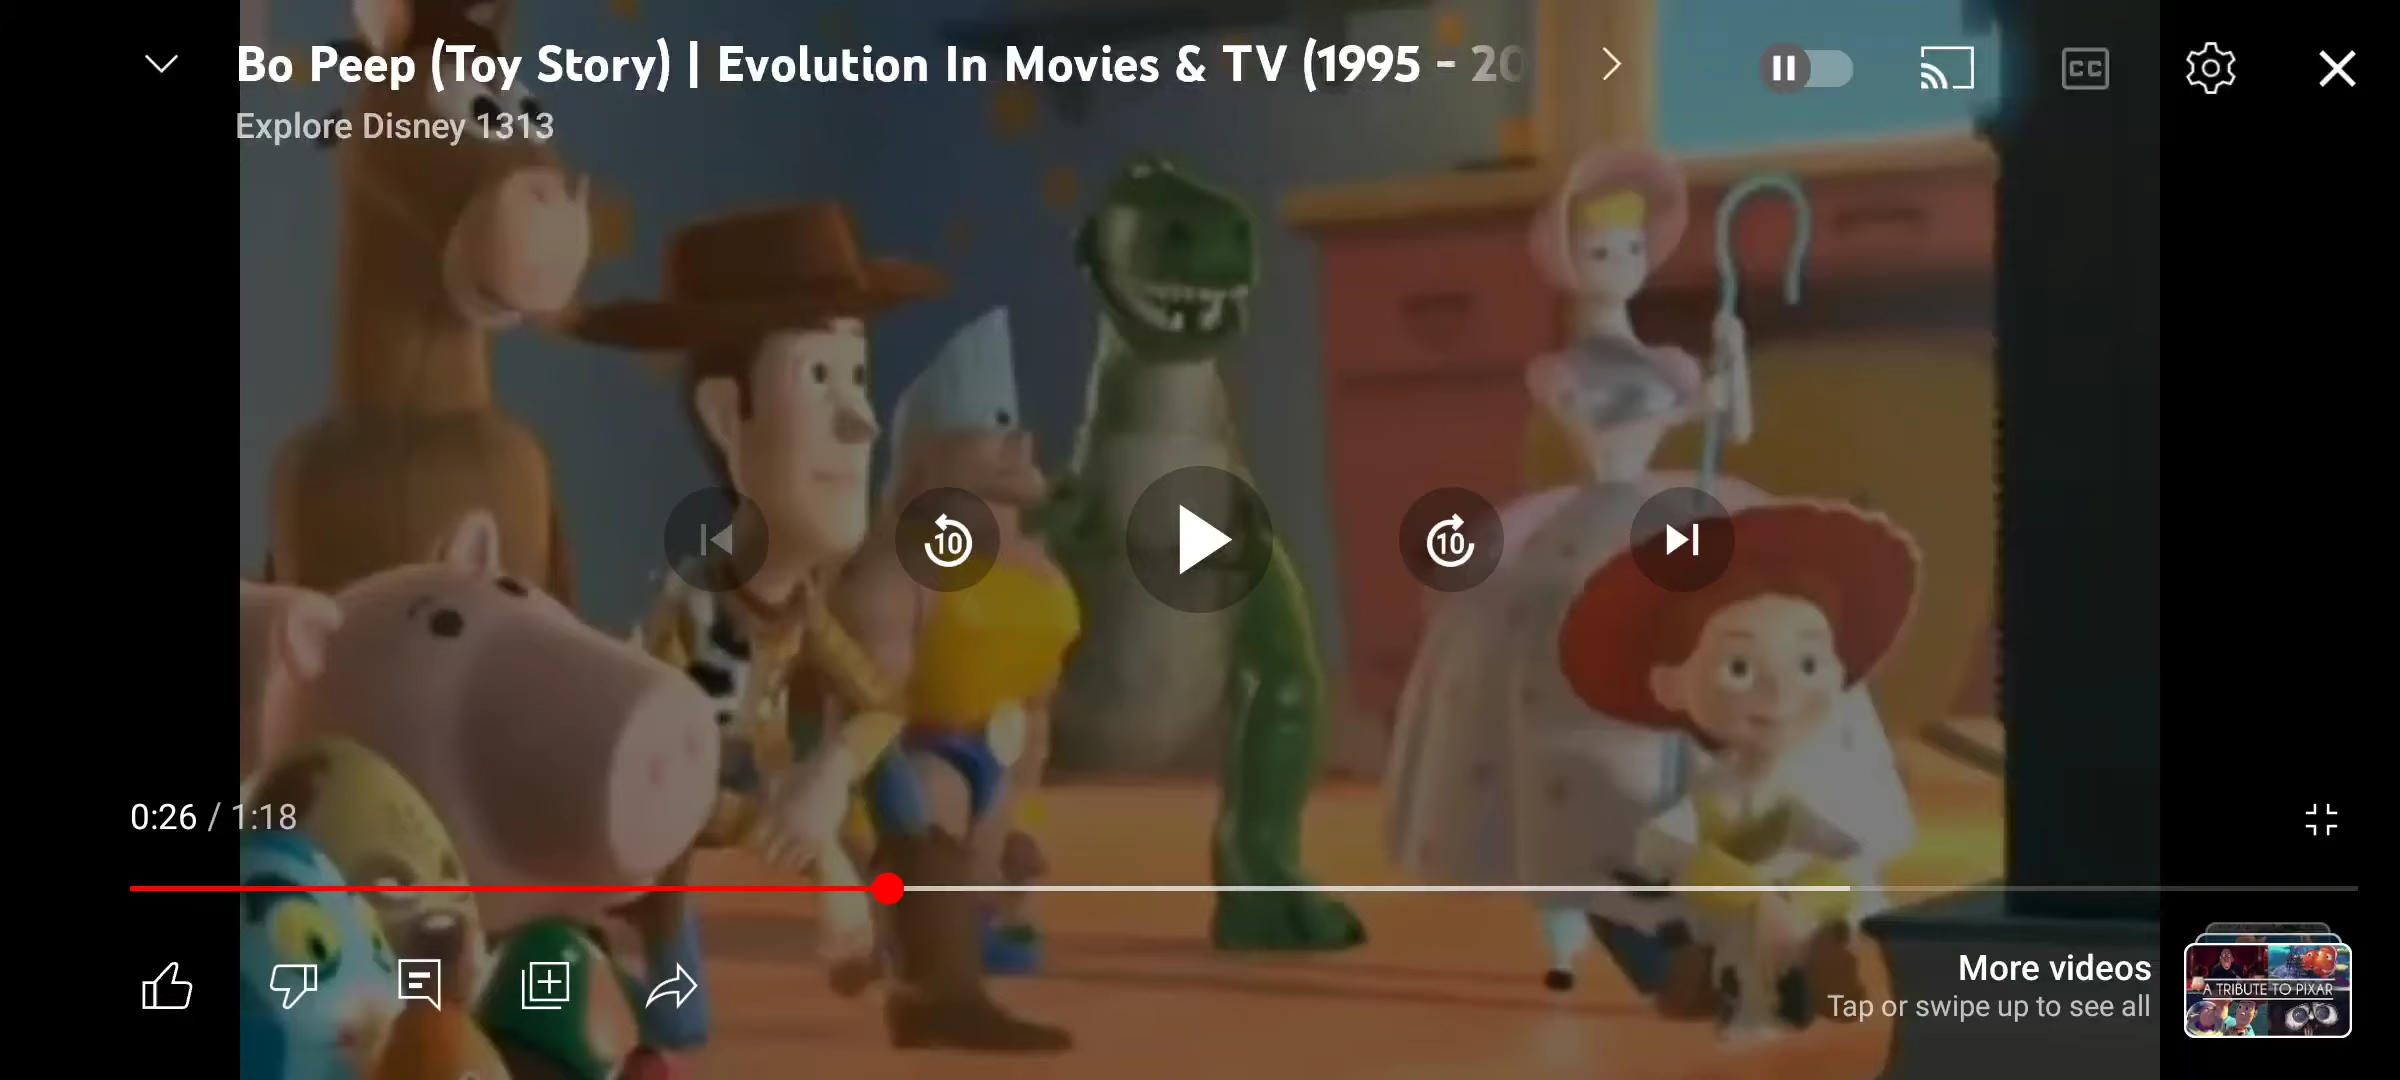 Bo Peep (Toy Story) | Evolution In Movies & TV (1995 - 20
Explore Disney 1313
CC
10
10
0:26 / 1:18
More videos
Tap or swipe up to see all
A TRIBUTE TO PIXAR